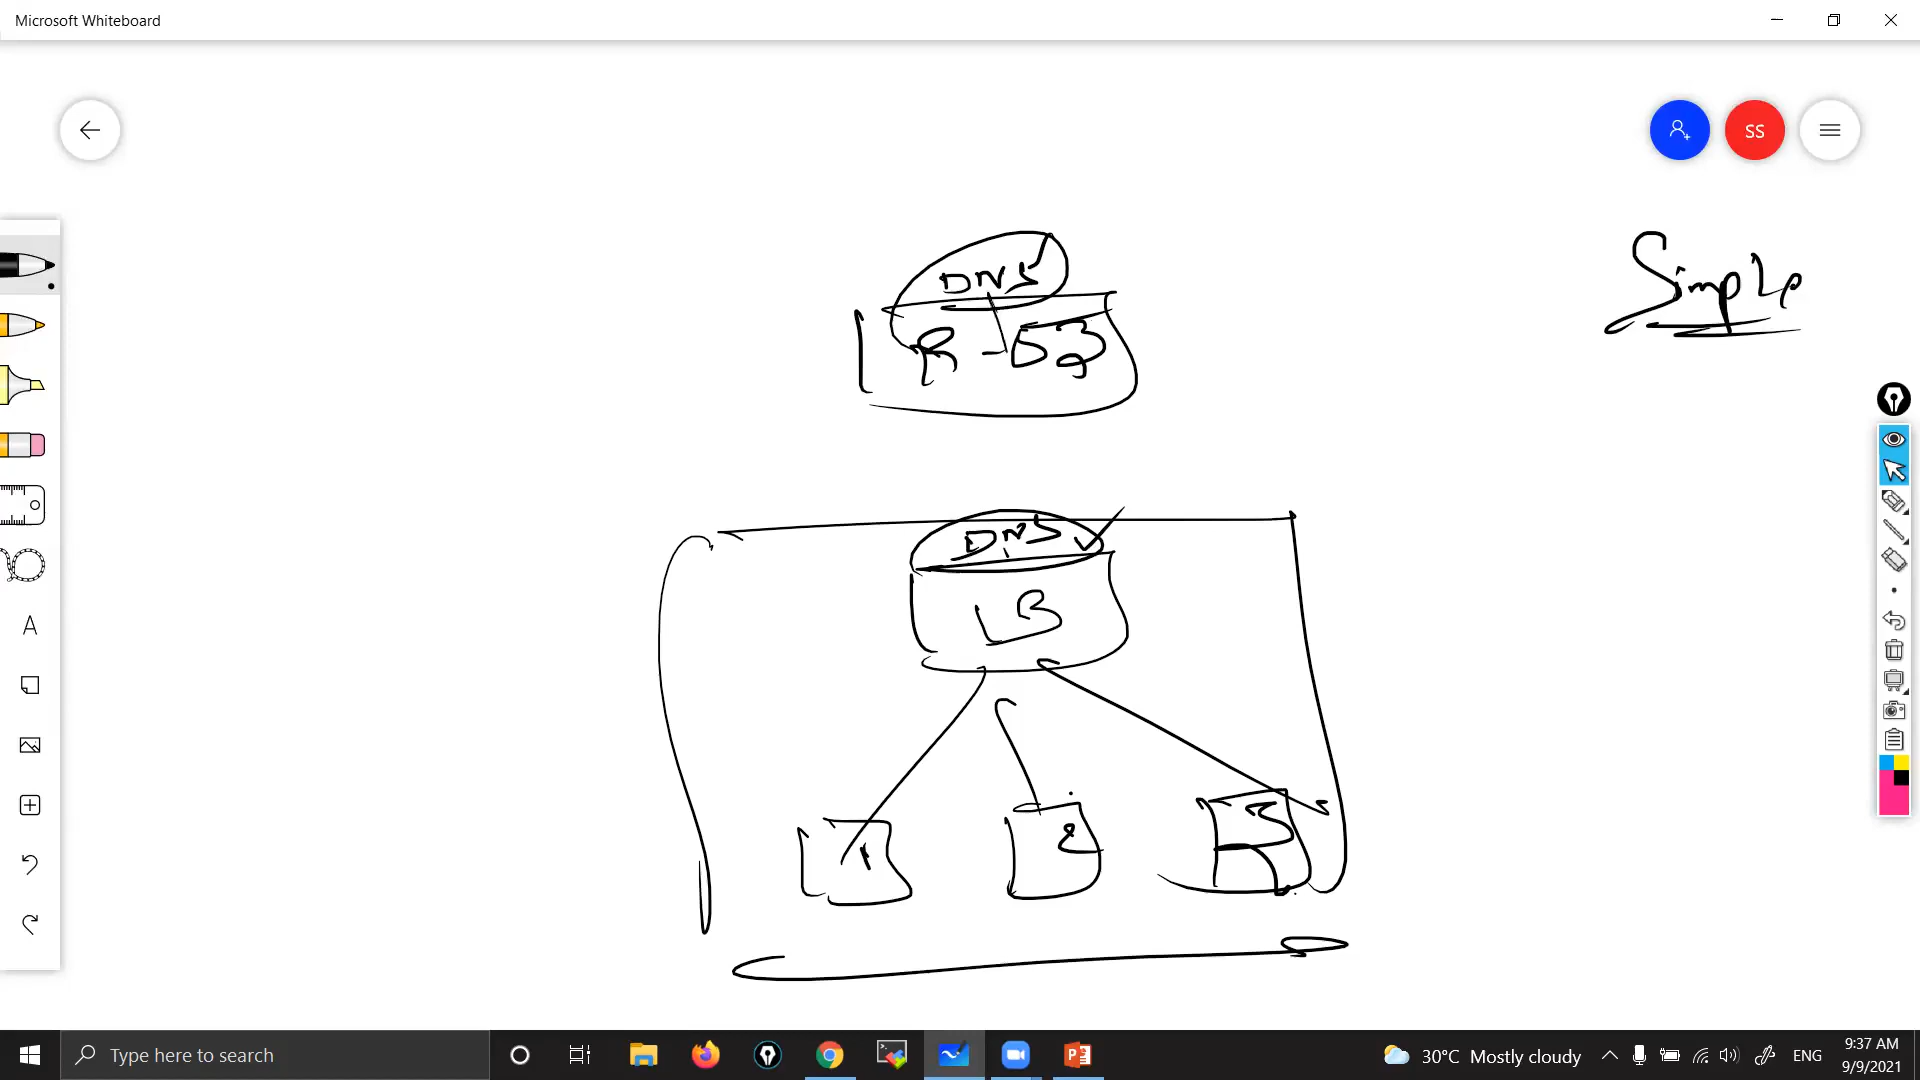 Microsoft Whiteboard
SS
Simple
DNS
R-53
DNS
LB
1
2
3
A
Type here to search
30°C Mostly cloudy
ENG
9:37 AM
9/9/2021